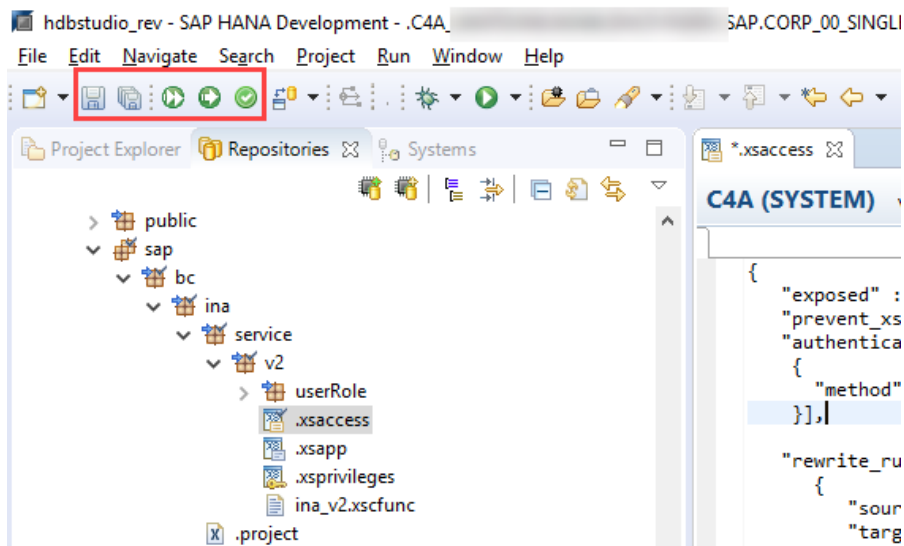 hdbstudio_rev - SAP HANA Development - .C4A_ SAP.CORP_00_SINGL
File Edit Navigate Search Project Run Window Help
Project Explorer Repositories Systems
*.xsaccess
C4A (SYSTEM)
public
sap
bc
ina
service
v2
userRole
.xsaccess
.xsapp
.xsprivileges
ina_v2.xscfunc
.project
{
"exposed" :
"prevent_xs
"authentica
{
"method"
}],
"rewrite_ru
{
"sour
"targ